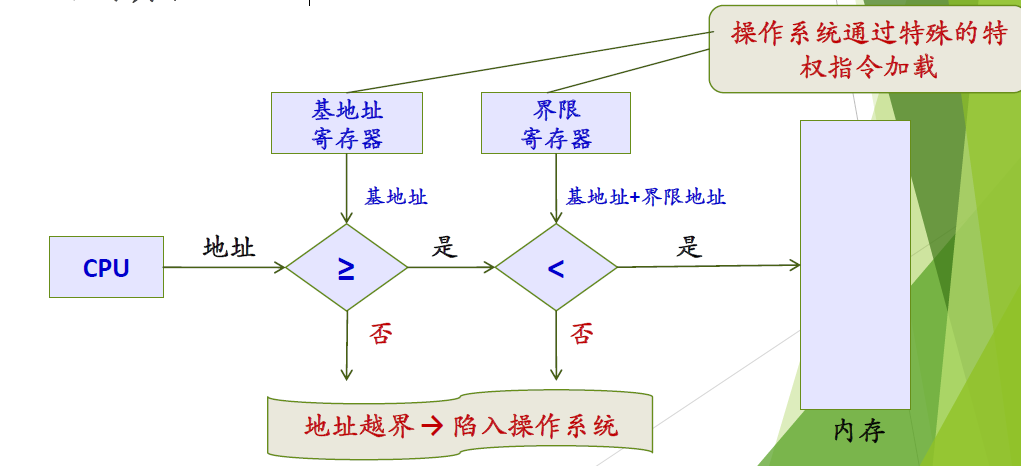 操作系统通过特殊的特
权指令加载
基地址
寄存器
界限
寄存器
基地址
基地址+界限地址
CPU
地址
≥
是
<
是
否
否
地址越界→陷入操作系统
内存